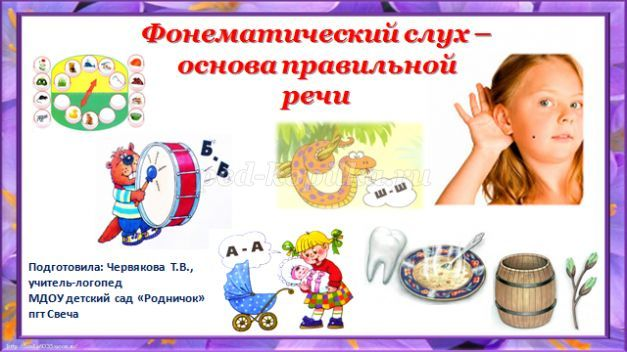 Фонематический слух –
основа правильной
речи
Б - Б
ш - ш
А - А
Подготовила: Червякова Т.В.,
учитель-логопед
МДОУ детский сад «Родничок»
пгт Свеча